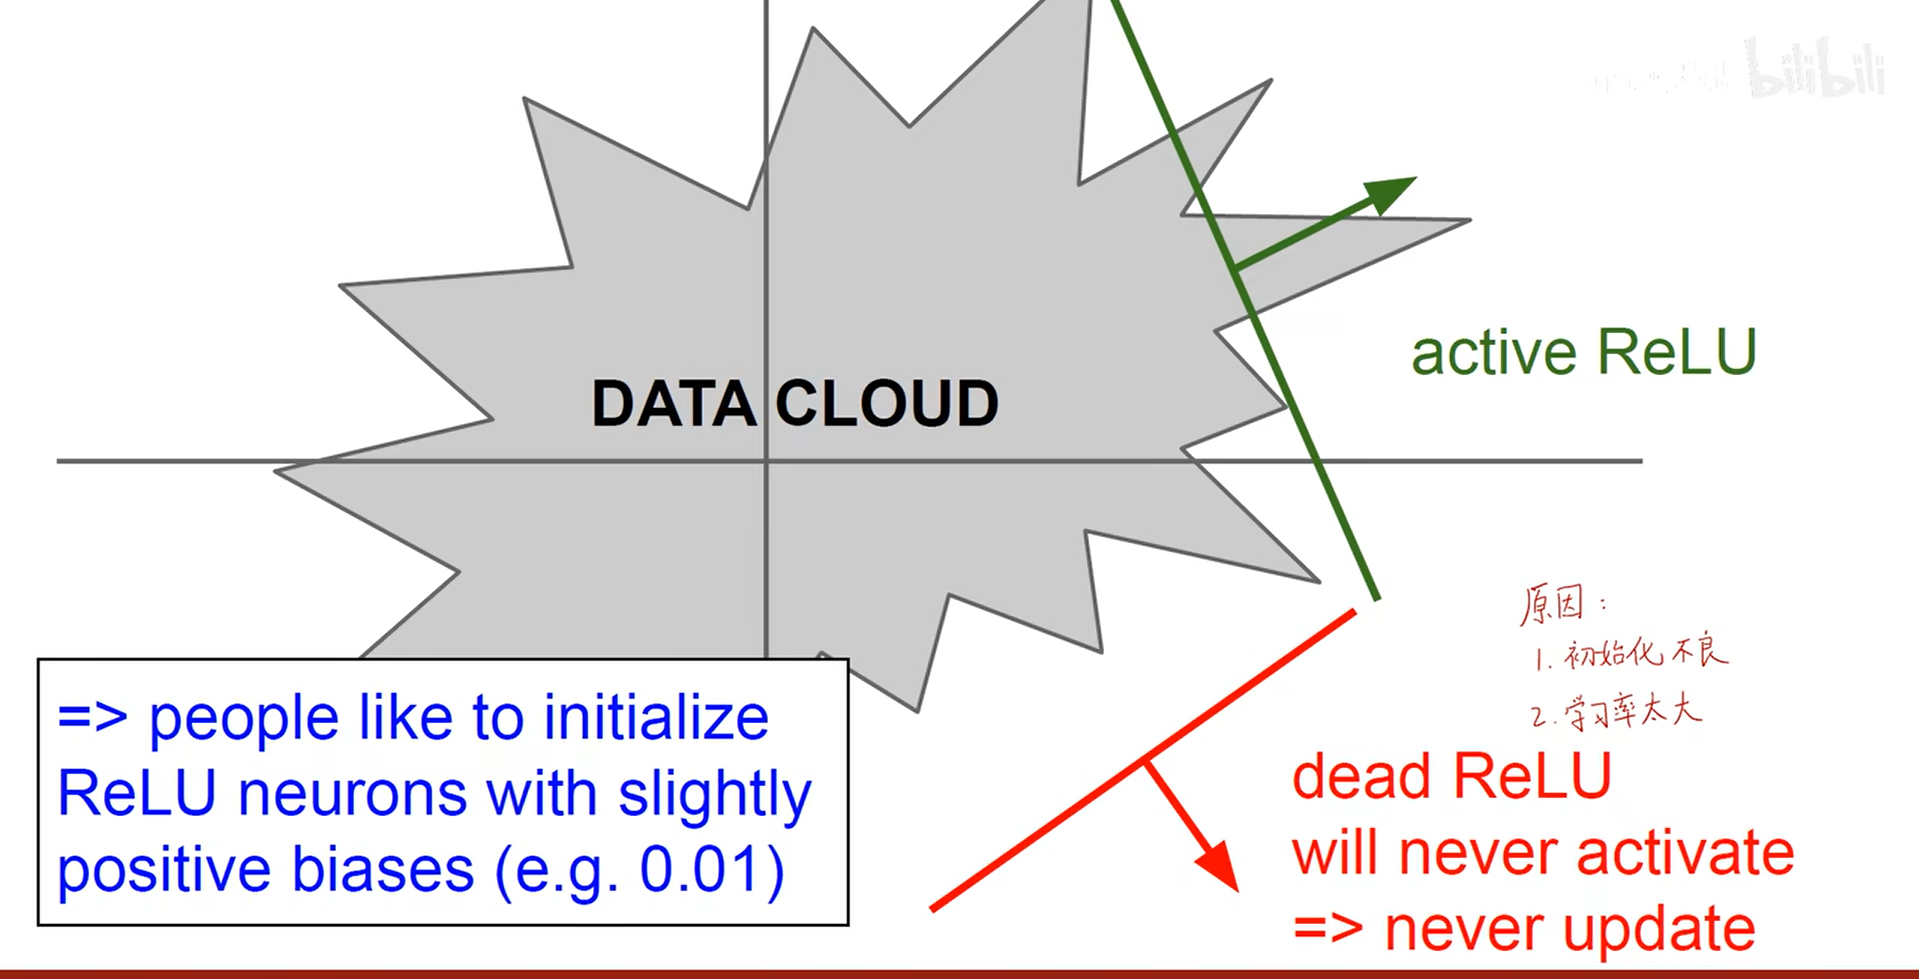 bilibili
DATA CLOUD
active ReLU
原因：
1. 初始化不良
2. 学习率太大
=> people like to initialize
ReLU neurons with slightly
positive biases (e.g. 0.01)
dead ReLU
will never activate
=> never update